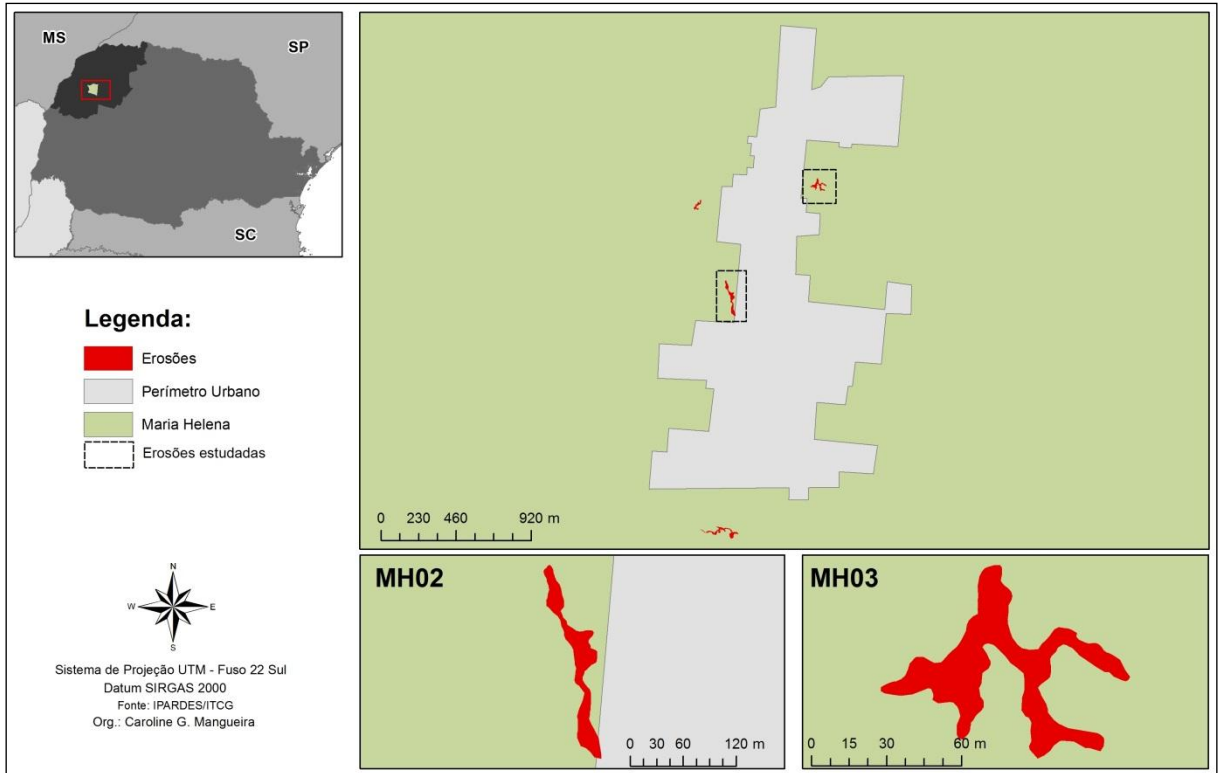 MS
SP
SC
Legenda:
Erosões
Perímetro Urbano
Maria Helena
Erosões estudadas
N
W E
S
Sistema de Projeção UTM - Fuso 22 Sul
Datum SIRGAS 2000
Fonte: IPARDES/ITCG
Org.: Caroline G. Mangueira
0 230 460 920 m
MH02
0 30 60 120 m
MH03
0 15 30 60 m